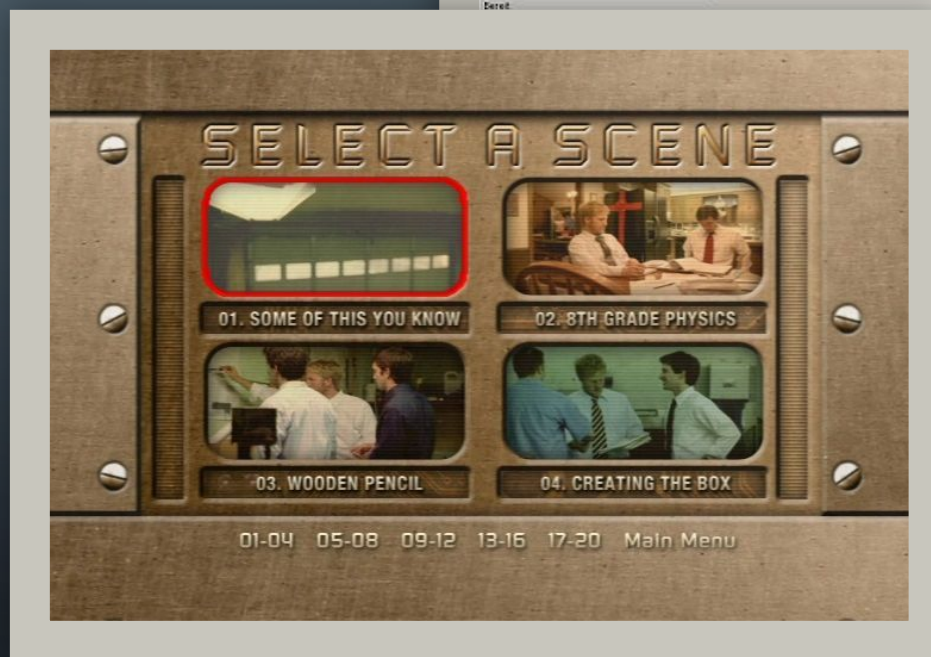 Bereit
SELECT A SCENE
01. SOME OF THIS YOU KNOW
02. 8TH GRADE PHYSICS
03. WOODEN PENCIL
04. CREATING THE BOX
01-04 05-08 09-12 13-16 17-20 Main Menu